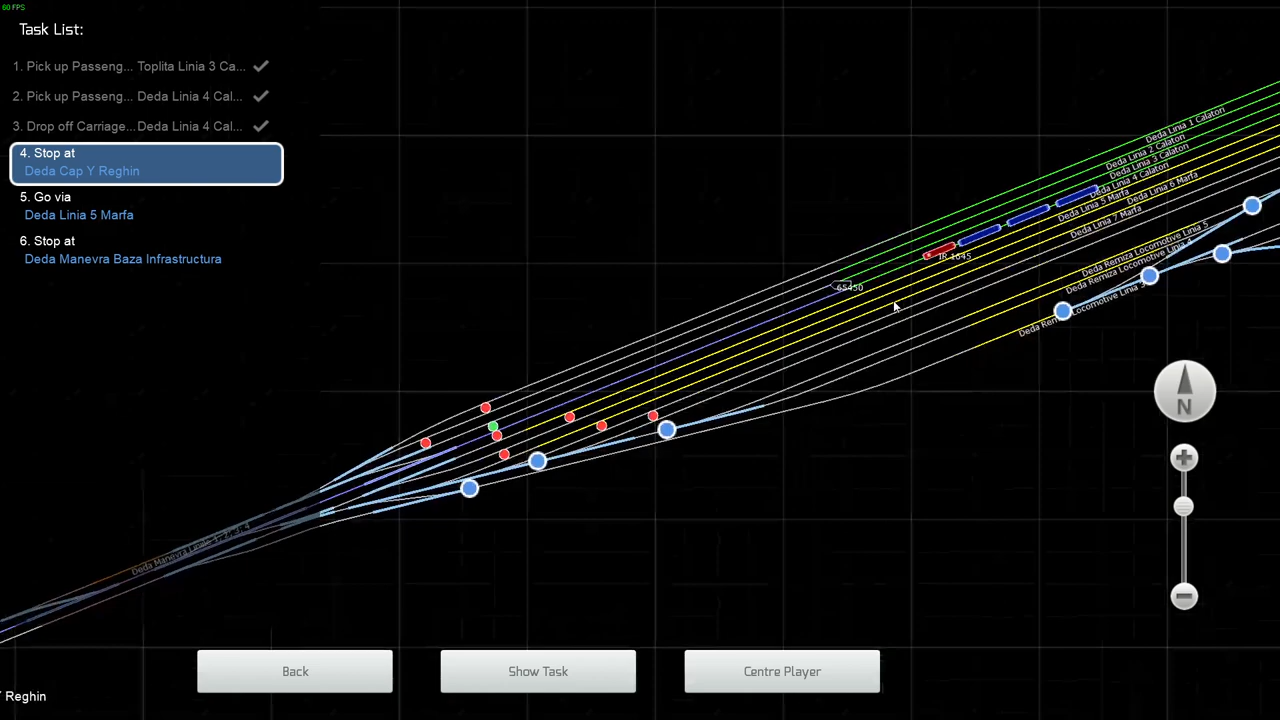 60 FPS
Task List:
1. Pick up Passeng... Toplita Linia 3 Ca...
2. Pick up Passeng... Deda Linia 4 Cal...
3. Drop off Carriage... Deda Linia 4 Cal...
4. Stop at
Deda Cap Y Reghin
5. Go via
Deda Linia 5 Marfa
6. Stop at
Deda Manevra Baza Infrastructura
Deda Linia 1 Calaton
Deda Linia 2 Calaton
Deda Linia 3 Calaton
Deda Linia 4 Calaton
Deda Linia 6 Marfa
Deda Linia 5 Marfa
Deda Linia 7 Marfa
IR 1645
65450
Deda Remiza Locomotive Linia 5
Deda Remiza Locomotive Linia 4
Deda Remiza Locomotive Linia 3
N
Back
Show Task
Centre Player
Y Reghin